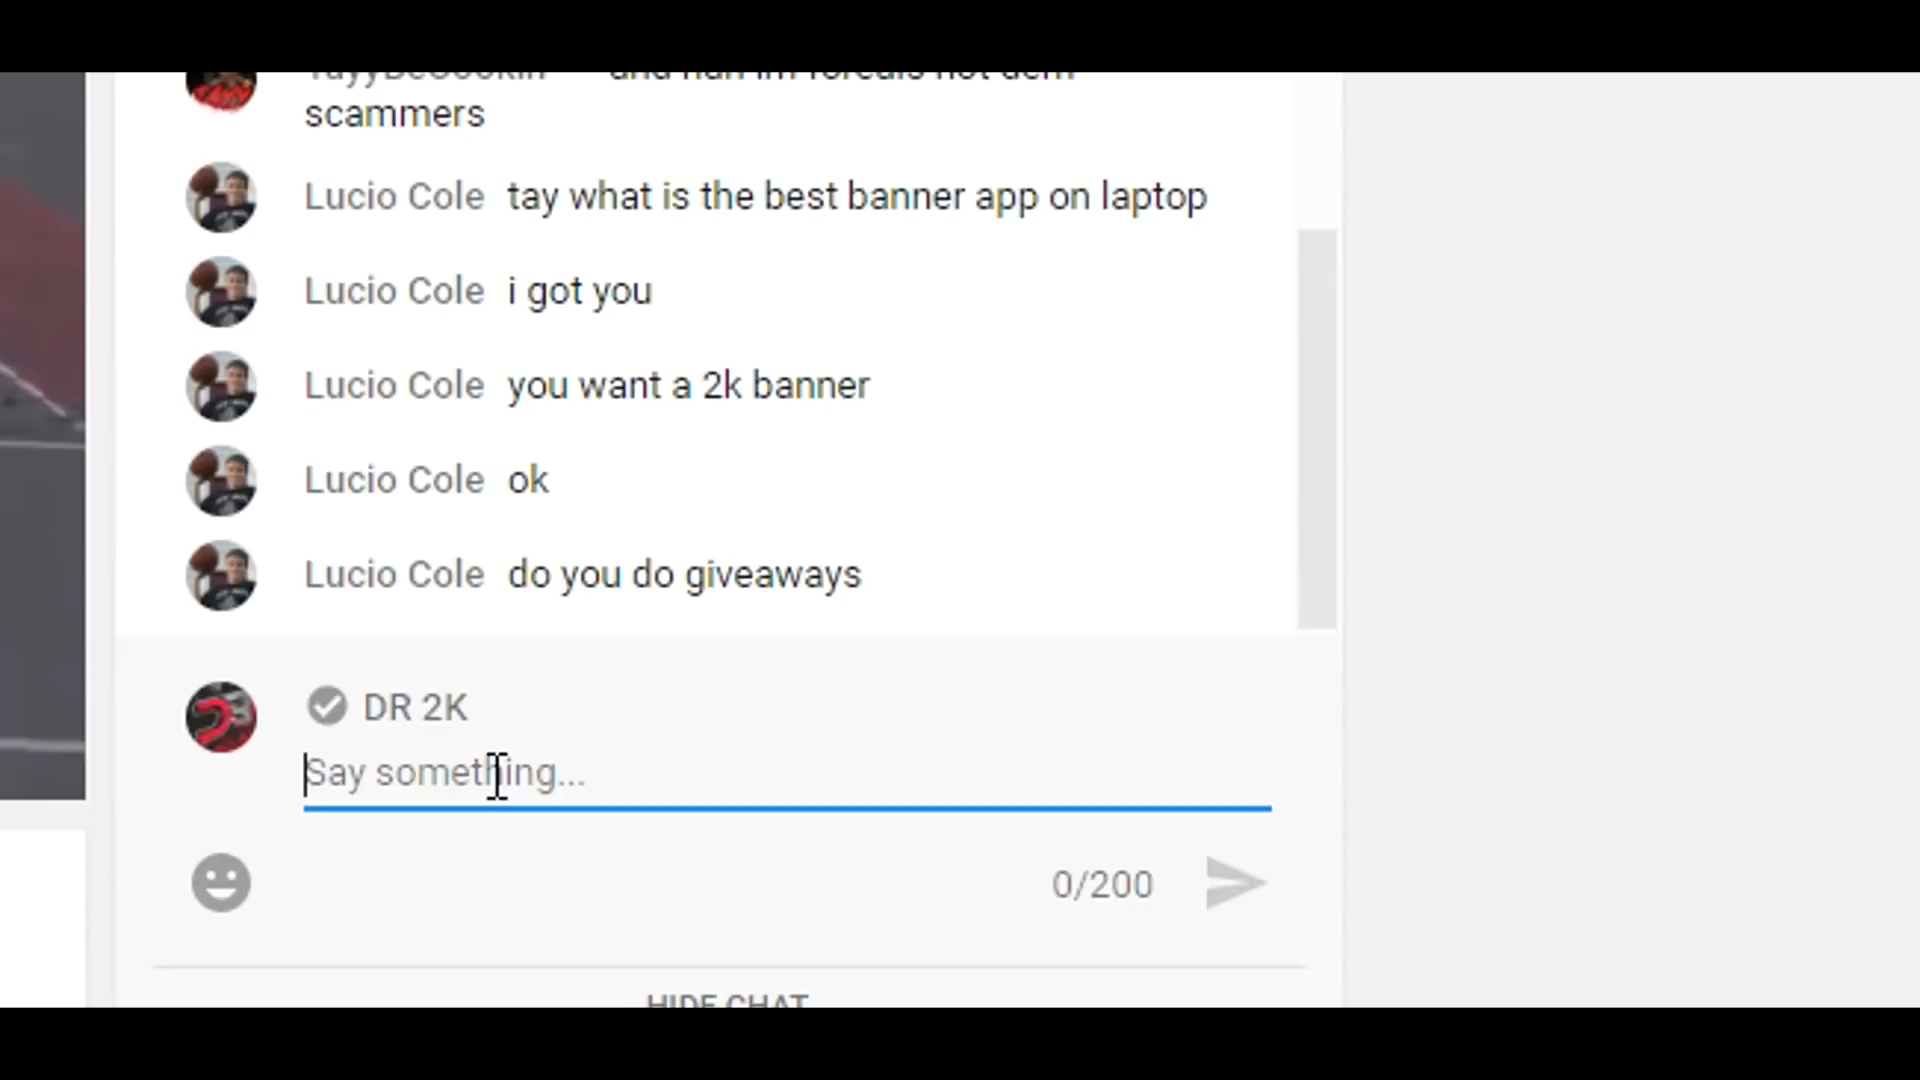 scammers
Lucio Cole tay what is the best banner app on laptop
Lucio Cole i got you
Lucio Cole you want a 2k banner
Lucio Cole ok
Lucio Cole do you do giveaways
DR 2K
Say something...
0/200
HIDE CHAT